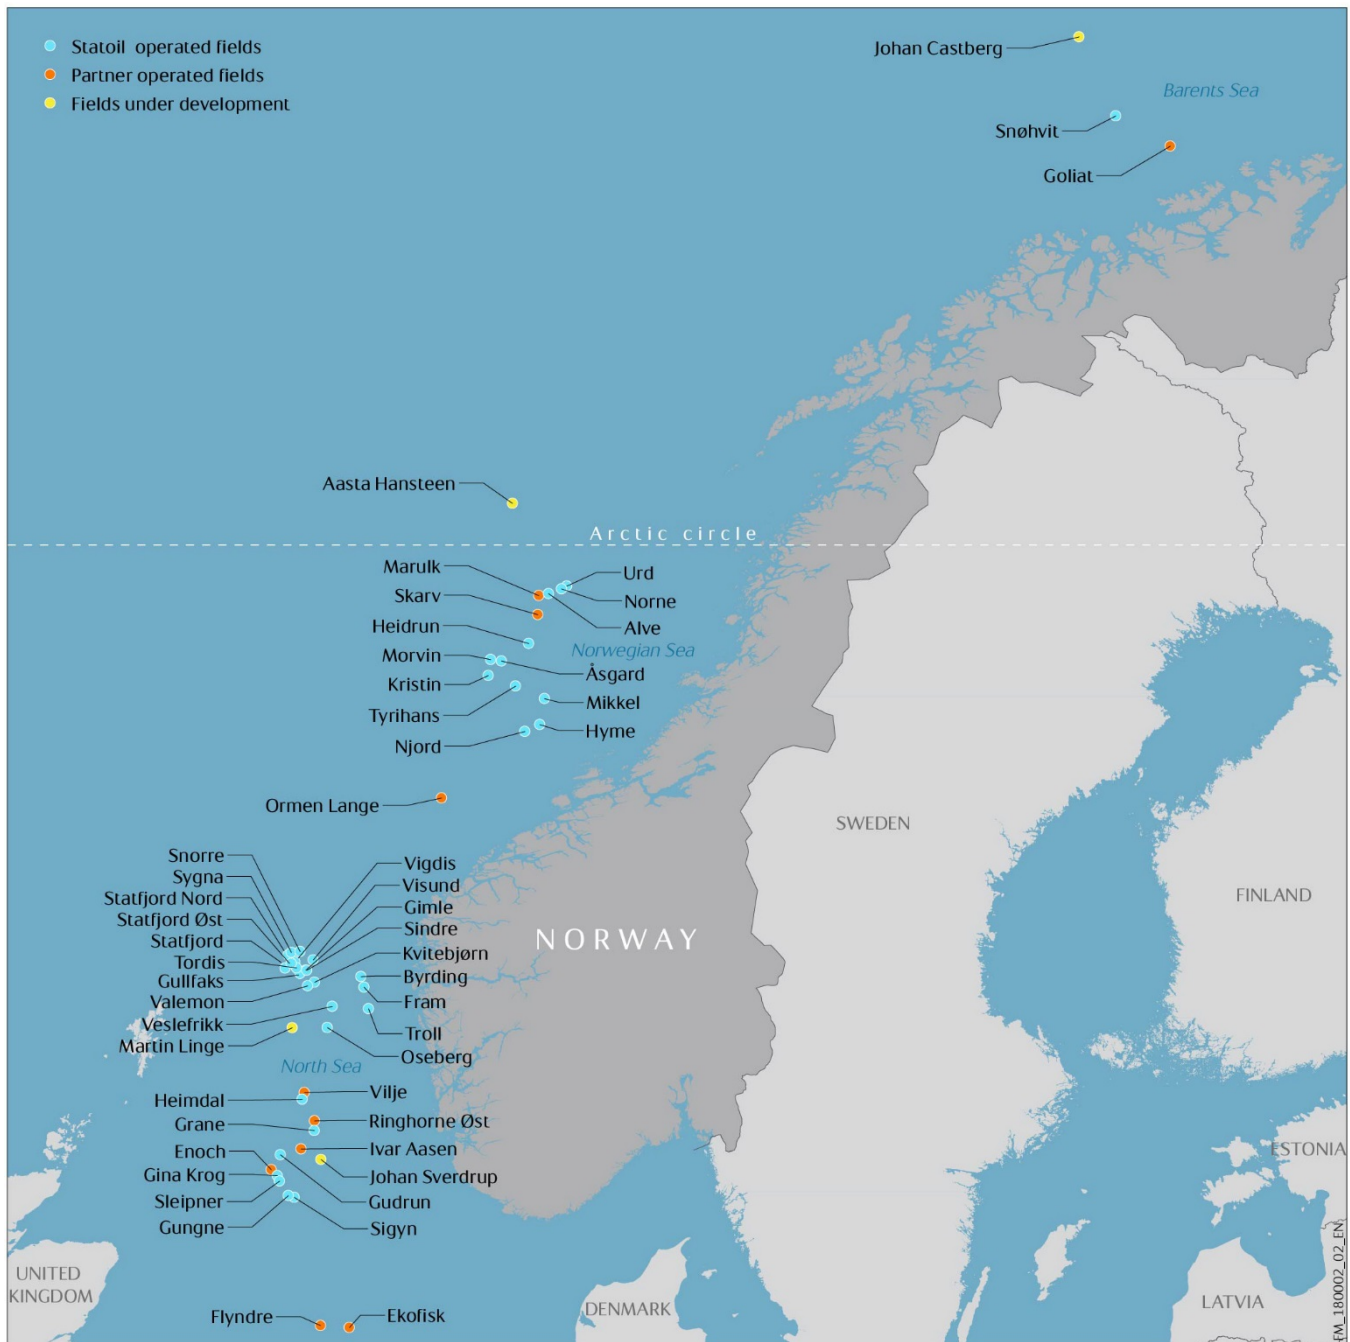 Statoil operated fields
Partner operated fields
Fields under development
Johan Castberg
Barents Sea
Snøhvit
Goliat
Aasta Hansteen
Arctic circle
Marulk
Urd
Skarv
Norne
Heidrun
Alve
Norwegian Sea
Morvin
Åsgard
Kristin
Mikkel
Tyrihans
Hyme
Njord
Ormen Lange
SWEDEN
Snorre
Vigdis
Sygna
Visund
Statfjord Nord
Gimle
FINLAND
Statfjord Øst
Sindre
Statfjord
NORWAY
Kvitebjørn
Tordis
Byrding
Gullfaks
Fram
Valemon
Veslefrikk
Troll
Martin Linge
Oseberg
North Sea
Vilje
Heimdal
Ringhorne Øst
Grane
Enoch
Ivar Aasen
ESTONIA
Gina Krog
Johan Sverdrup
Sleipner
Gudrun
Gungne
Sigyn
UNITED
KINGDOM
DENMARK
LATVIA
Flyndre
Ekofisk
FM_180002_02_EN